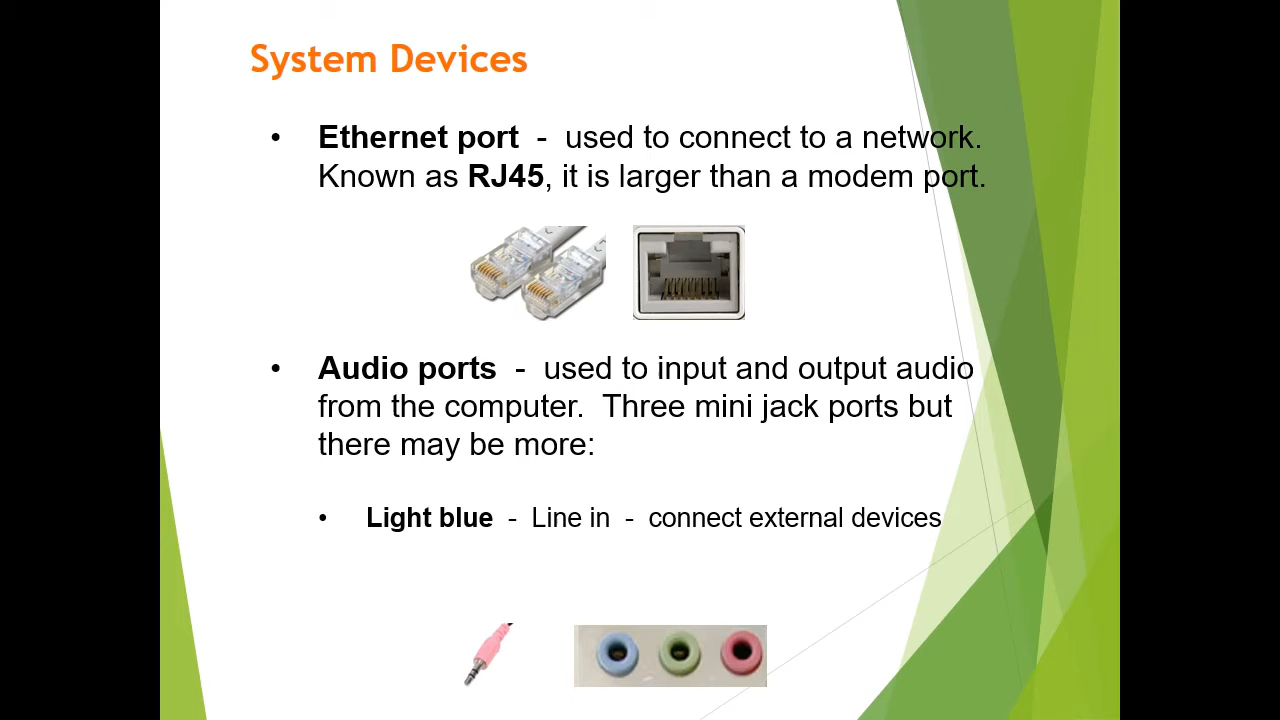 System Devices
• Ethernet port - used to connect to a network.
Known as RJ45, it is larger than a modem port.
• Audio ports - used to input and output audio
from the computer. Three mini jack ports but
there may be more:
• Light blue - Line in - connect external devices